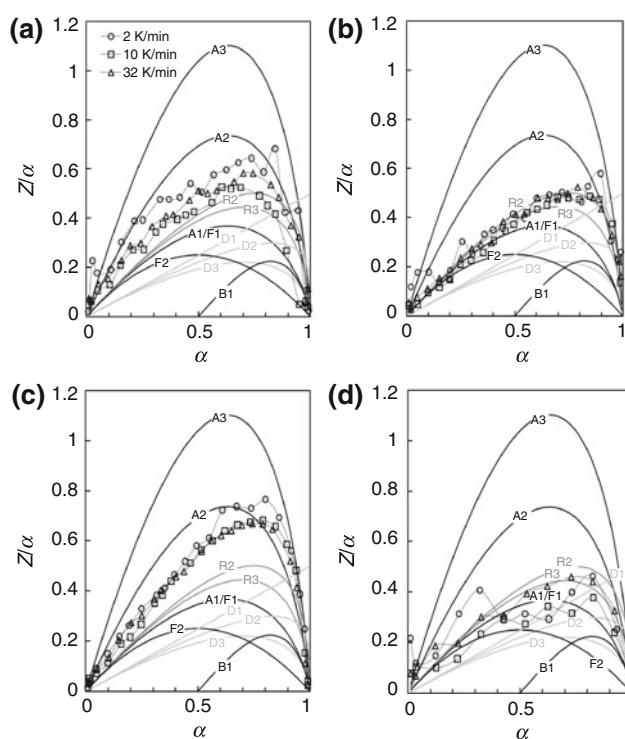 (a)
2 K/min
10 K/min
32 K/min
1.2
1
0.8
0.6
0.4
0.2
0
Z/α
0
0.5
1
α
A3
A2
R2
R3
A1/F1
D1
D2
F2
D3
B1
(b)
1.2
1
0.8
0.6
0.4
0.2
0
Z/α
0
0.5
1
α
A3
A2
R2
R3
A1/F1
D1
D2
F2
D3
B1
(c)
1.2
1
0.8
0.6
0.4
0.2
0
Z/α
0
0.5
1
α
A3
A2
R2
R3
A1/F1
D1
D2
F2
D3
B1
(d)
1.2
1
0.8
0.6
0.4
0.2
0
Z/α
0
0.5
1
α
A3
A2
R2
R3
D1
A1/F1
D2
D3
B1
F2